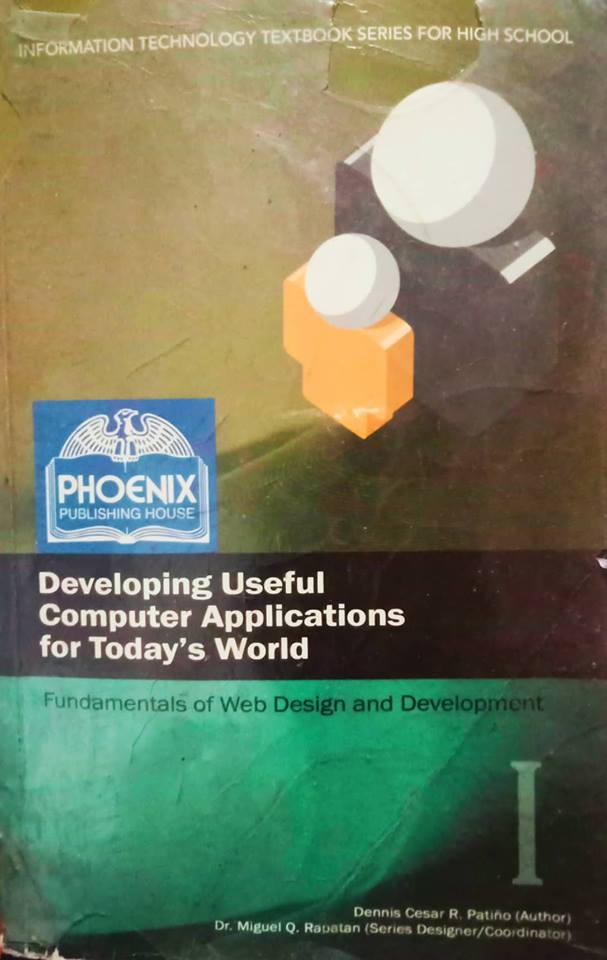 INFORMATION TECHNOLOGY TEXTBOOK SERIES FOR HIGH SCHOOL
PHOENIX
PUBLISHING HOUSE
Developing Useful
Computer Applications
for Today's World
Fundamentals of Web Design and Development
I
Dennis Cesar R. Patiño (Author)
Dr. Miguel Q. Rapatan (Series Designer/Coordinator)